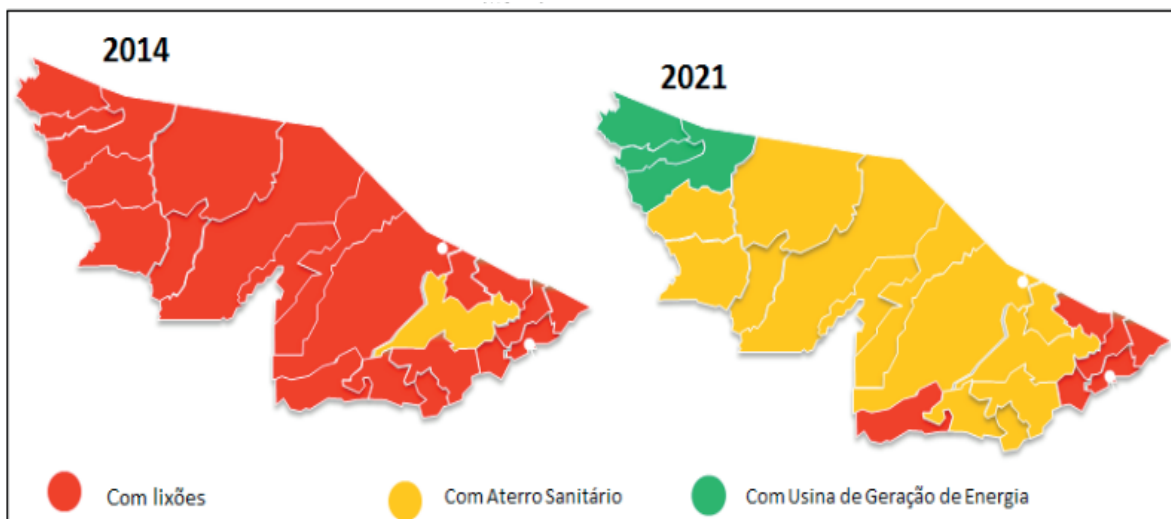 2014
2021
Com lixões
Com Aterro Sanitário
Com Usina de Geração de Energia